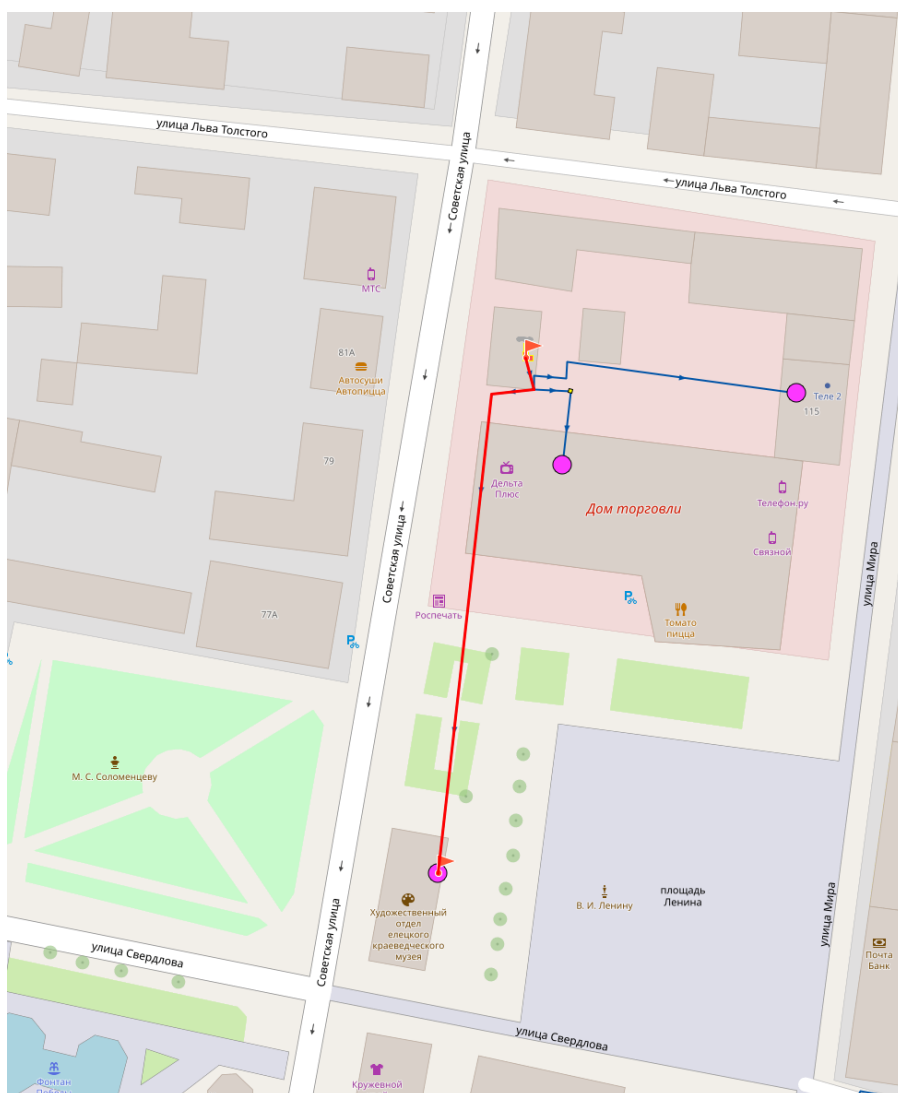 улица Льва Толстого
Советская улица
улица Льва Толстого
МТС
81А
Автосуши
Автопицца
Теле 2
115
79
Дельта
Плюс
Дом торговли
Телефон.ру
Связной
Советская улица
улица Мира
Роспечать
77А
Томато
пицца
М. С. Соломенцеву
площадь
Ленина
В. И. Ленину
Художественный
отдел
елецкого
краеведческого
музея
улица Мира
Советская улица
улица Свердлова
Почта
Банк
улица Свердлова
Фонтан
Кружевной